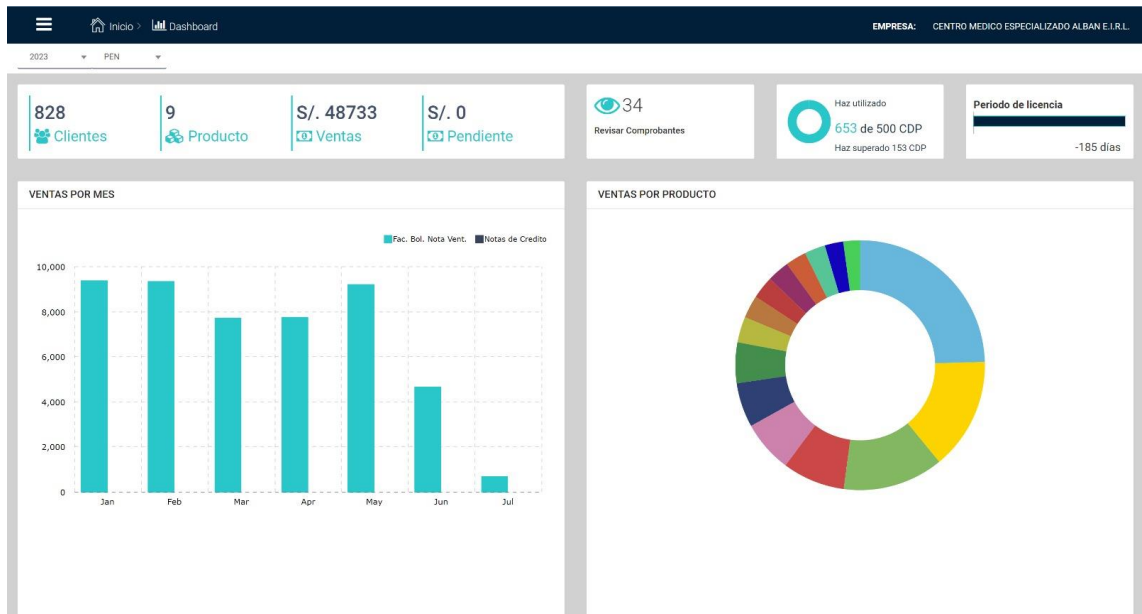 Inicio > Dashboard
EMPRESA: CENTRO MEDICO ESPECIALIZADO ALBAN E.I.R.L.
2023 PEN
828
Clientes
9
Producto
S/. 48733
Ventas
S/. 0
Pendiente
34
Revisar Comprobantes
Haz utilizado
653 de 500 CDP
Haz superado 153 CDP
Periodo de licencia
-185 días
VENTAS POR MES
Fac. Bol. Nota Vent. Notas de Credito
10,000
8,000
6,000
4,000
2,000
0
Jan Feb Mar Apr May Jun Jul
VENTAS POR PRODUCTO